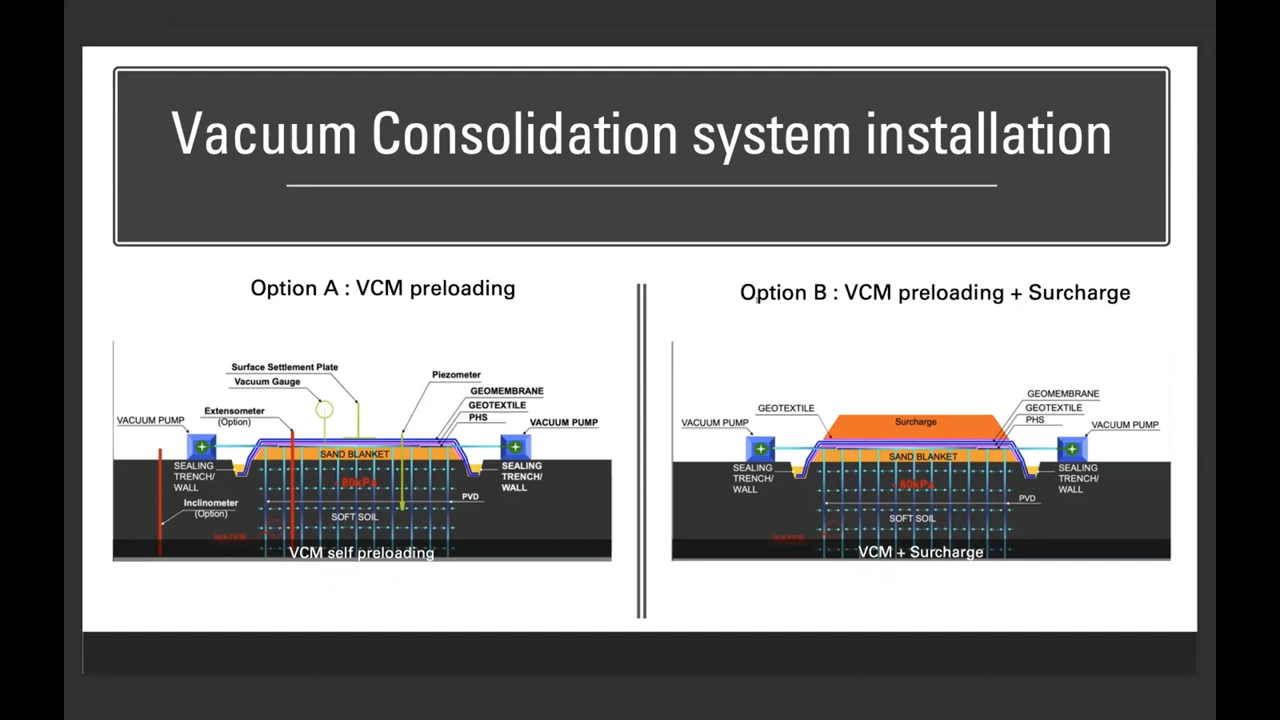 Vacuum Consolidation system installation
Option A : VCM preloading
Surface Settlement Plate
Vacuum Gauge
Piezometer
GEOMEMBRANE
GEOTEXTILE
PHS
Extensometer
(Option)
VACUUM PUMP
VACUUM PUMP
SAND BLANKET
SEALING
TRENCH/
WALL
SEALING
TRENCH/
WALL
80kPa
PVD
Inclinometer
(Option)
SOFT SOIL
WATER
VCM self preloading
Option B : VCM preloading + Surcharge
GEOMEMBRANE
GEOTEXTILE
GEOTEXTILE
PHS
VACUUM PUMP
Surcharge
VACUUM PUMP
SAND BLANKET
SEALING
TRENCH/
WALL
SEALING
TRENCH/
WALL
80kPa
PVD
SOFT SOIL
WATER
VCM + Surcharge